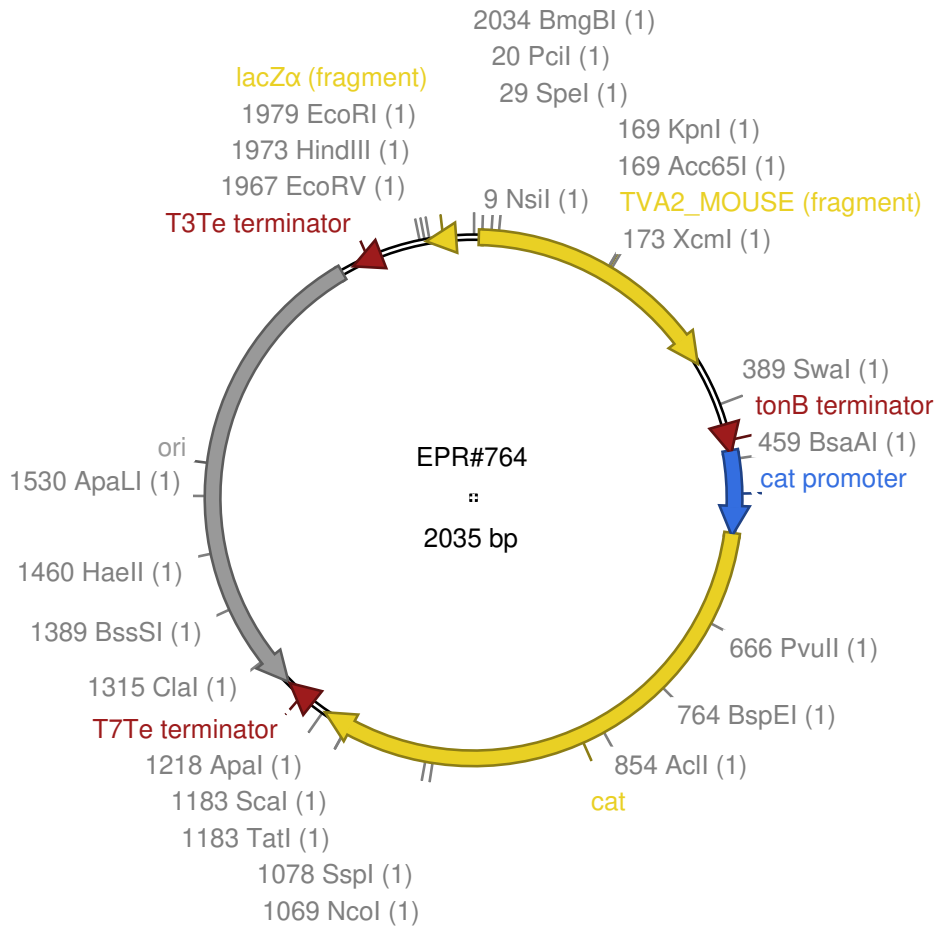 2034 BmgBI (1)
20 PciI (1)
29 SpeI (1)
lacZα (fragment)
1979 EcoRI (1)
1973 HindIII (1)
1967 EcoRV (1)
T3Te terminator
169 KpnI (1)
169 Acc65I (1)
9 NsiI (1)
TVA2_MOUSE (fragment)
173 XcmI (1)
389 SwaI (1)
tonB terminator
459 BsaAI (1)
cat promoter
EPR#764
2035 bp
ori
1530 ApaLI (1)
1460 HaeII (1)
1389 BssSI (1)
1315 ClaI (1)
T7Te terminator
1218 ApaI (1)
1183 ScaI (1)
1183 TatI (1)
1078 SspI (1)
1069 NcoI (1)
666 PvuII (1)
764 BspEI (1)
854 AclI (1)
cat